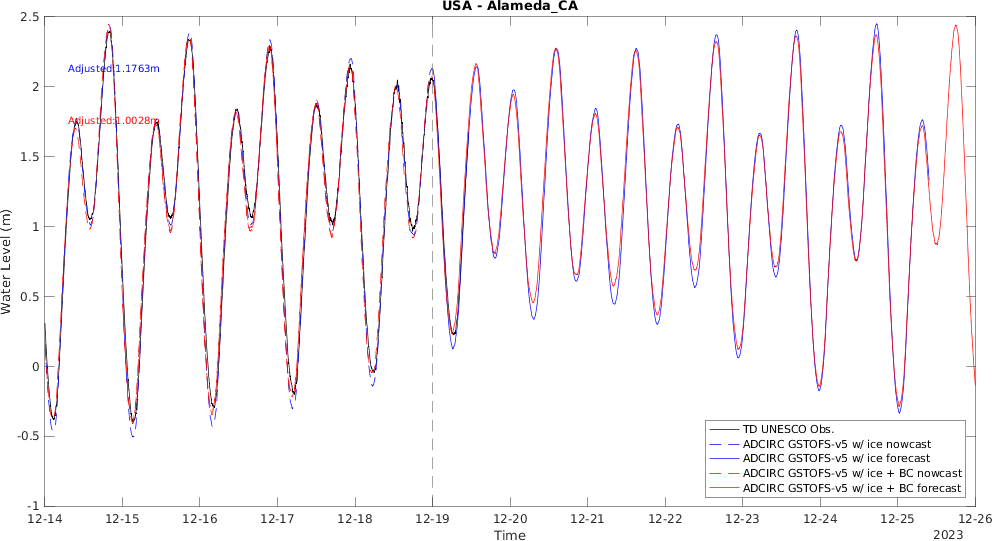 USA - Alameda_CA
2.5
2
1.5
1
0.5
0
-0.5
-1
Water Level (m)
Adjusted:1.1763m
Adjusted:1.0028m
TD UNESCO Obs.
ADCIRC GSTOFS-v5 w/ ice nowcast
ADCIRC GSTOFS-v5 w/ ice forecast
ADCIRC GSTOFS-v5 w/ ice + BC nowcast
ADCIRC GSTOFS-v5 w/ ice + BC forecast
12-14 12-15 12-16 12-17 12-18 12-19 12-20 12-21 12-22 12-23 12-24 12-25 12-26
Time
2023